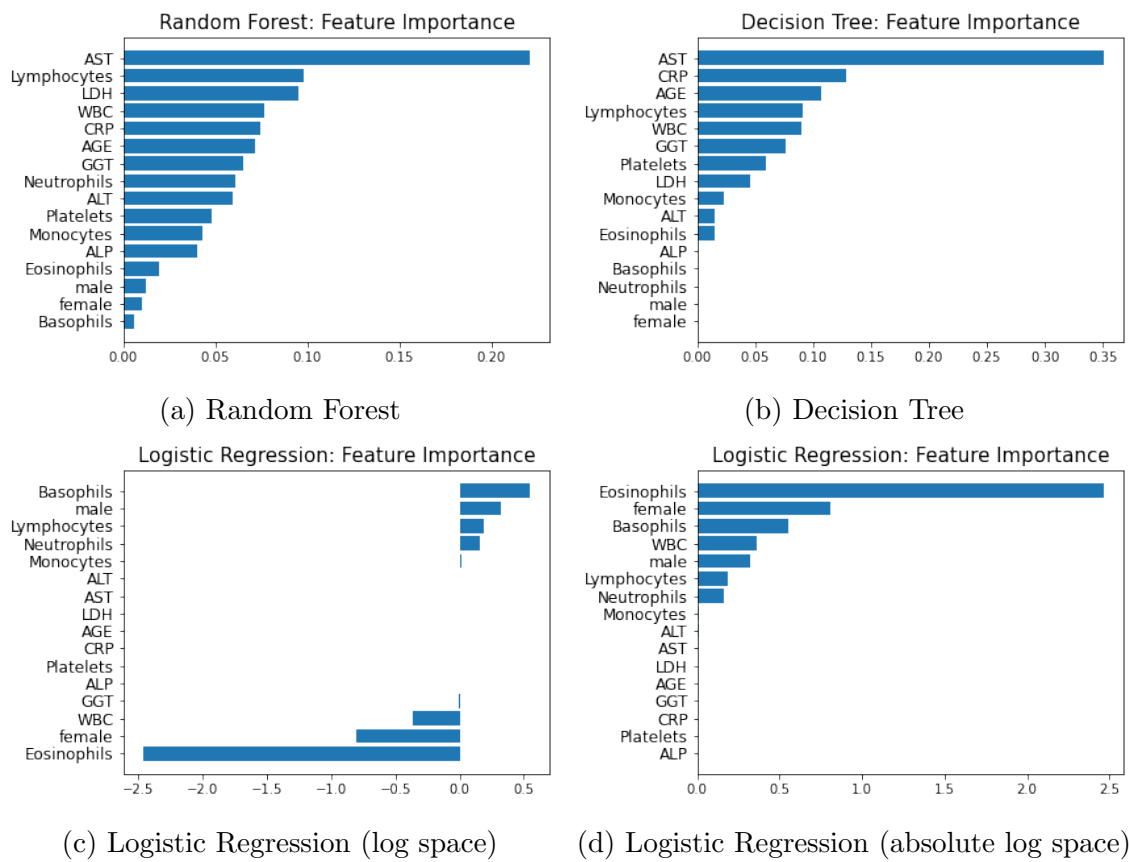 Random Forest: Feature Importance
AST
Lymphocytes
LDH
WBC
CRP
AGE
GGT
Neutrophils
ALT
Platelets
Monocytes
ALP
Eosinophils
male
female
Basophils
0.00 0.05 0.10 0.15 0.20
(a) Random Forest
Decision Tree: Feature Importance
AST
CRP
AGE
Lymphocytes
WBC
GGT
Platelets
LDH
Monocytes
ALT
Eosinophils
ALP
Basophils
Neutrophils
male
female
0.00 0.05 0.10 0.15 0.20 0.25 0.30 0.35
(b) Decision Tree
Logistic Regression: Feature Importance
Basophils
male
Lymphocytes
Neutrophils
Monocytes
ALT
AST
LDH
AGE
CRP
Platelets
ALP
GGT
WBC
female
Eosinophils
−2.5 −2.0 −1.5 −1.0 −0.5 0.0 0.5
(c) Logistic Regression (log space)
Logistic Regression: Feature Importance
Eosinophils
female
Basophils
WBC
male
Lymphocytes
Neutrophils
Monocytes
ALT
AST
LDH
AGE
GGT
CRP
Platelets
ALP
0.0 0.5 1.0 1.5 2.0 2.5
(d) Logistic Regression (absolute log space)